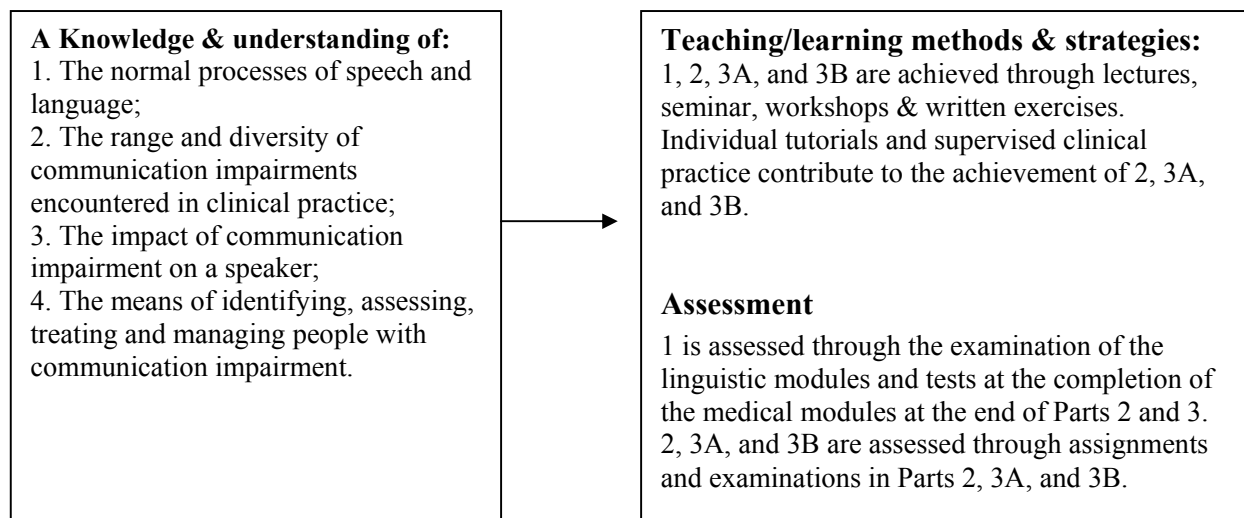 A Knowledge & understanding of:
1. The normal processes of speech and
language;
2. The range and diversity of
communication impairments
encountered in clinical practice;
3. The impact of communication
impairment on a speaker;
4. The means of identifying, assessing,
treating and managing people with
communication impairment.
Teaching/learning methods & strategies:
1, 2, 3A, and 3B are achieved through lectures,
seminar, workshops & written exercises.
Individual tutorials and supervised clinical
practice contribute to the achievement of 2, 3A,
and 3B.
Assessment
1 is assessed through the examination of the
linguistic modules and tests at the completion of
the medical modules at the end of Parts 2 and 3.
2, 3A, and 3B are assessed through assignments
and examinations in Parts 2, 3A, and 3B.